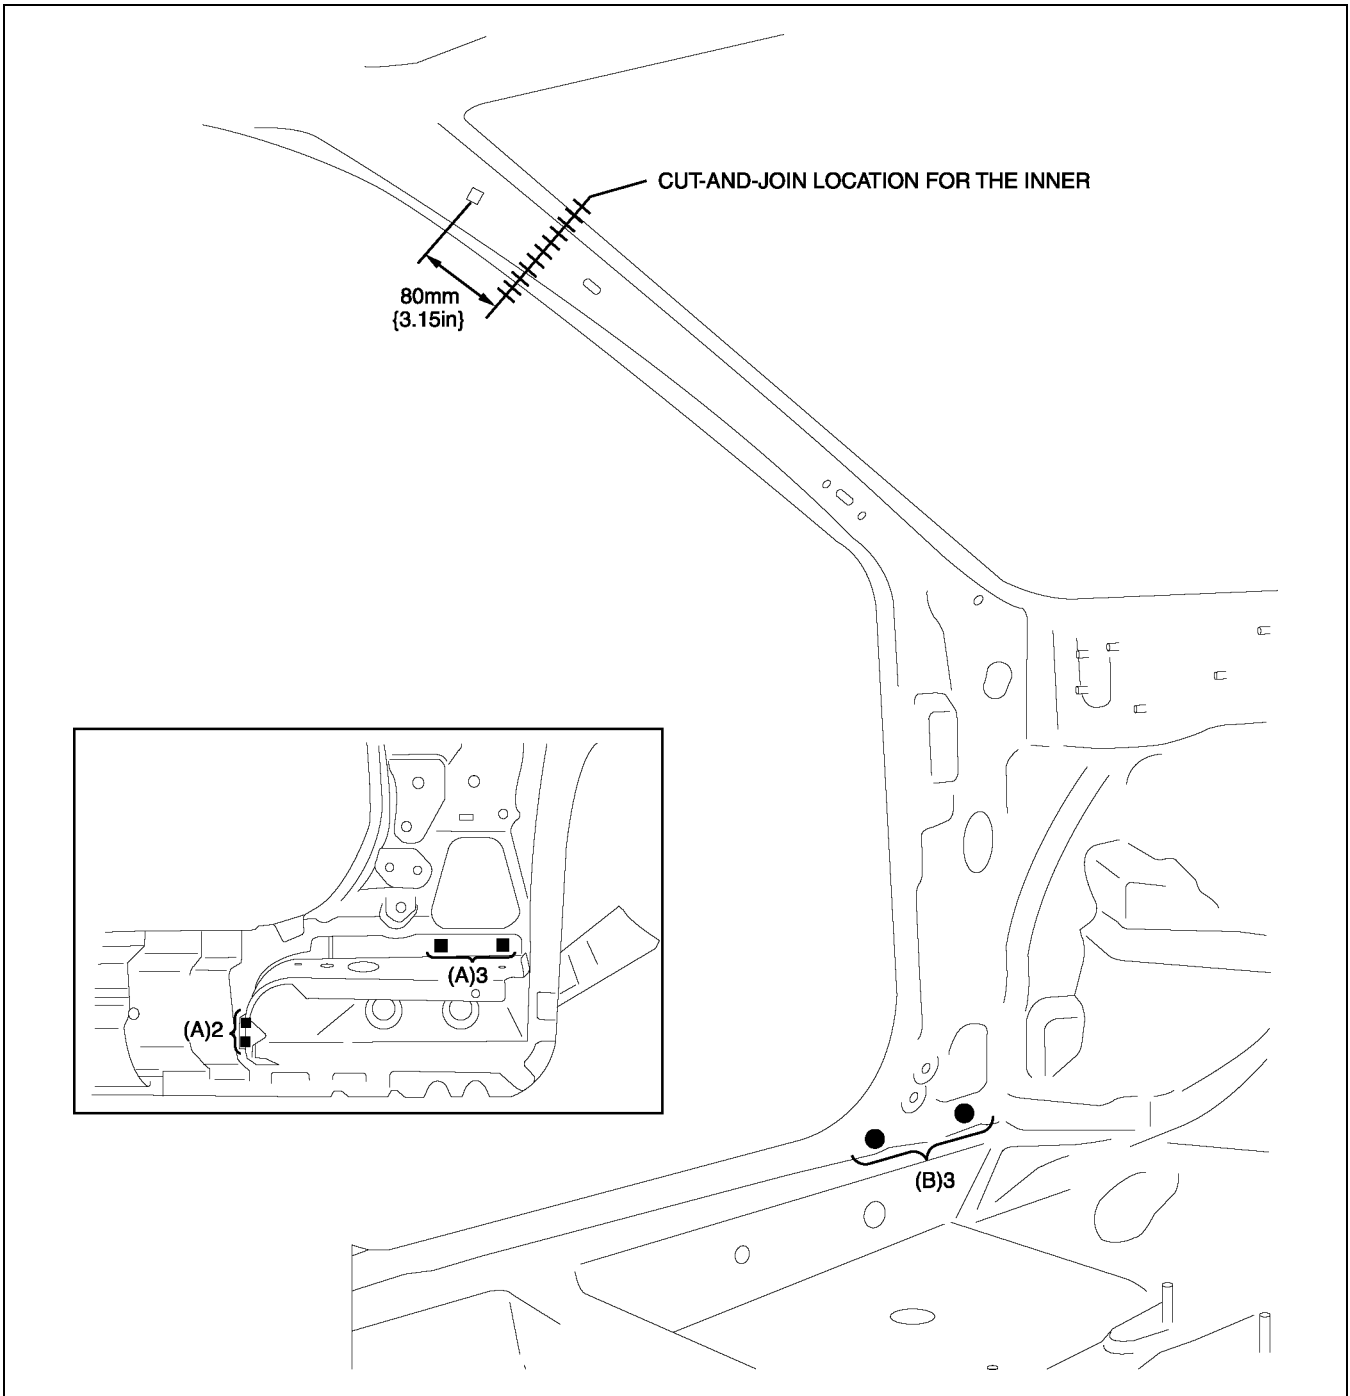 CUT-AND-JOIN LOCATION FOR THE INNER
80mm
{3.15in}
(A)3
(A)2
(B)3